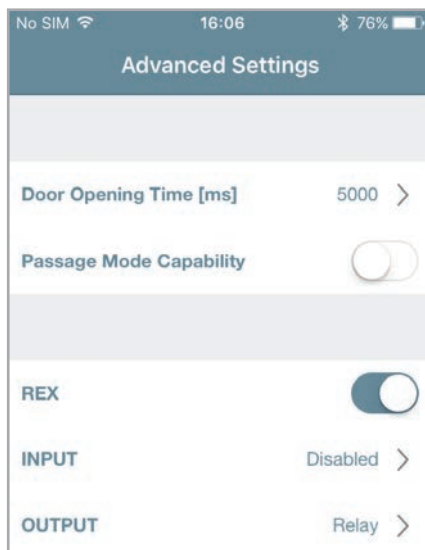 No SIM 16:06 76%
Advanced Settings
Door Opening Time [ms] 5000
Passage Mode Capability
REX
INPUT Disabled
OUTPUT Relay